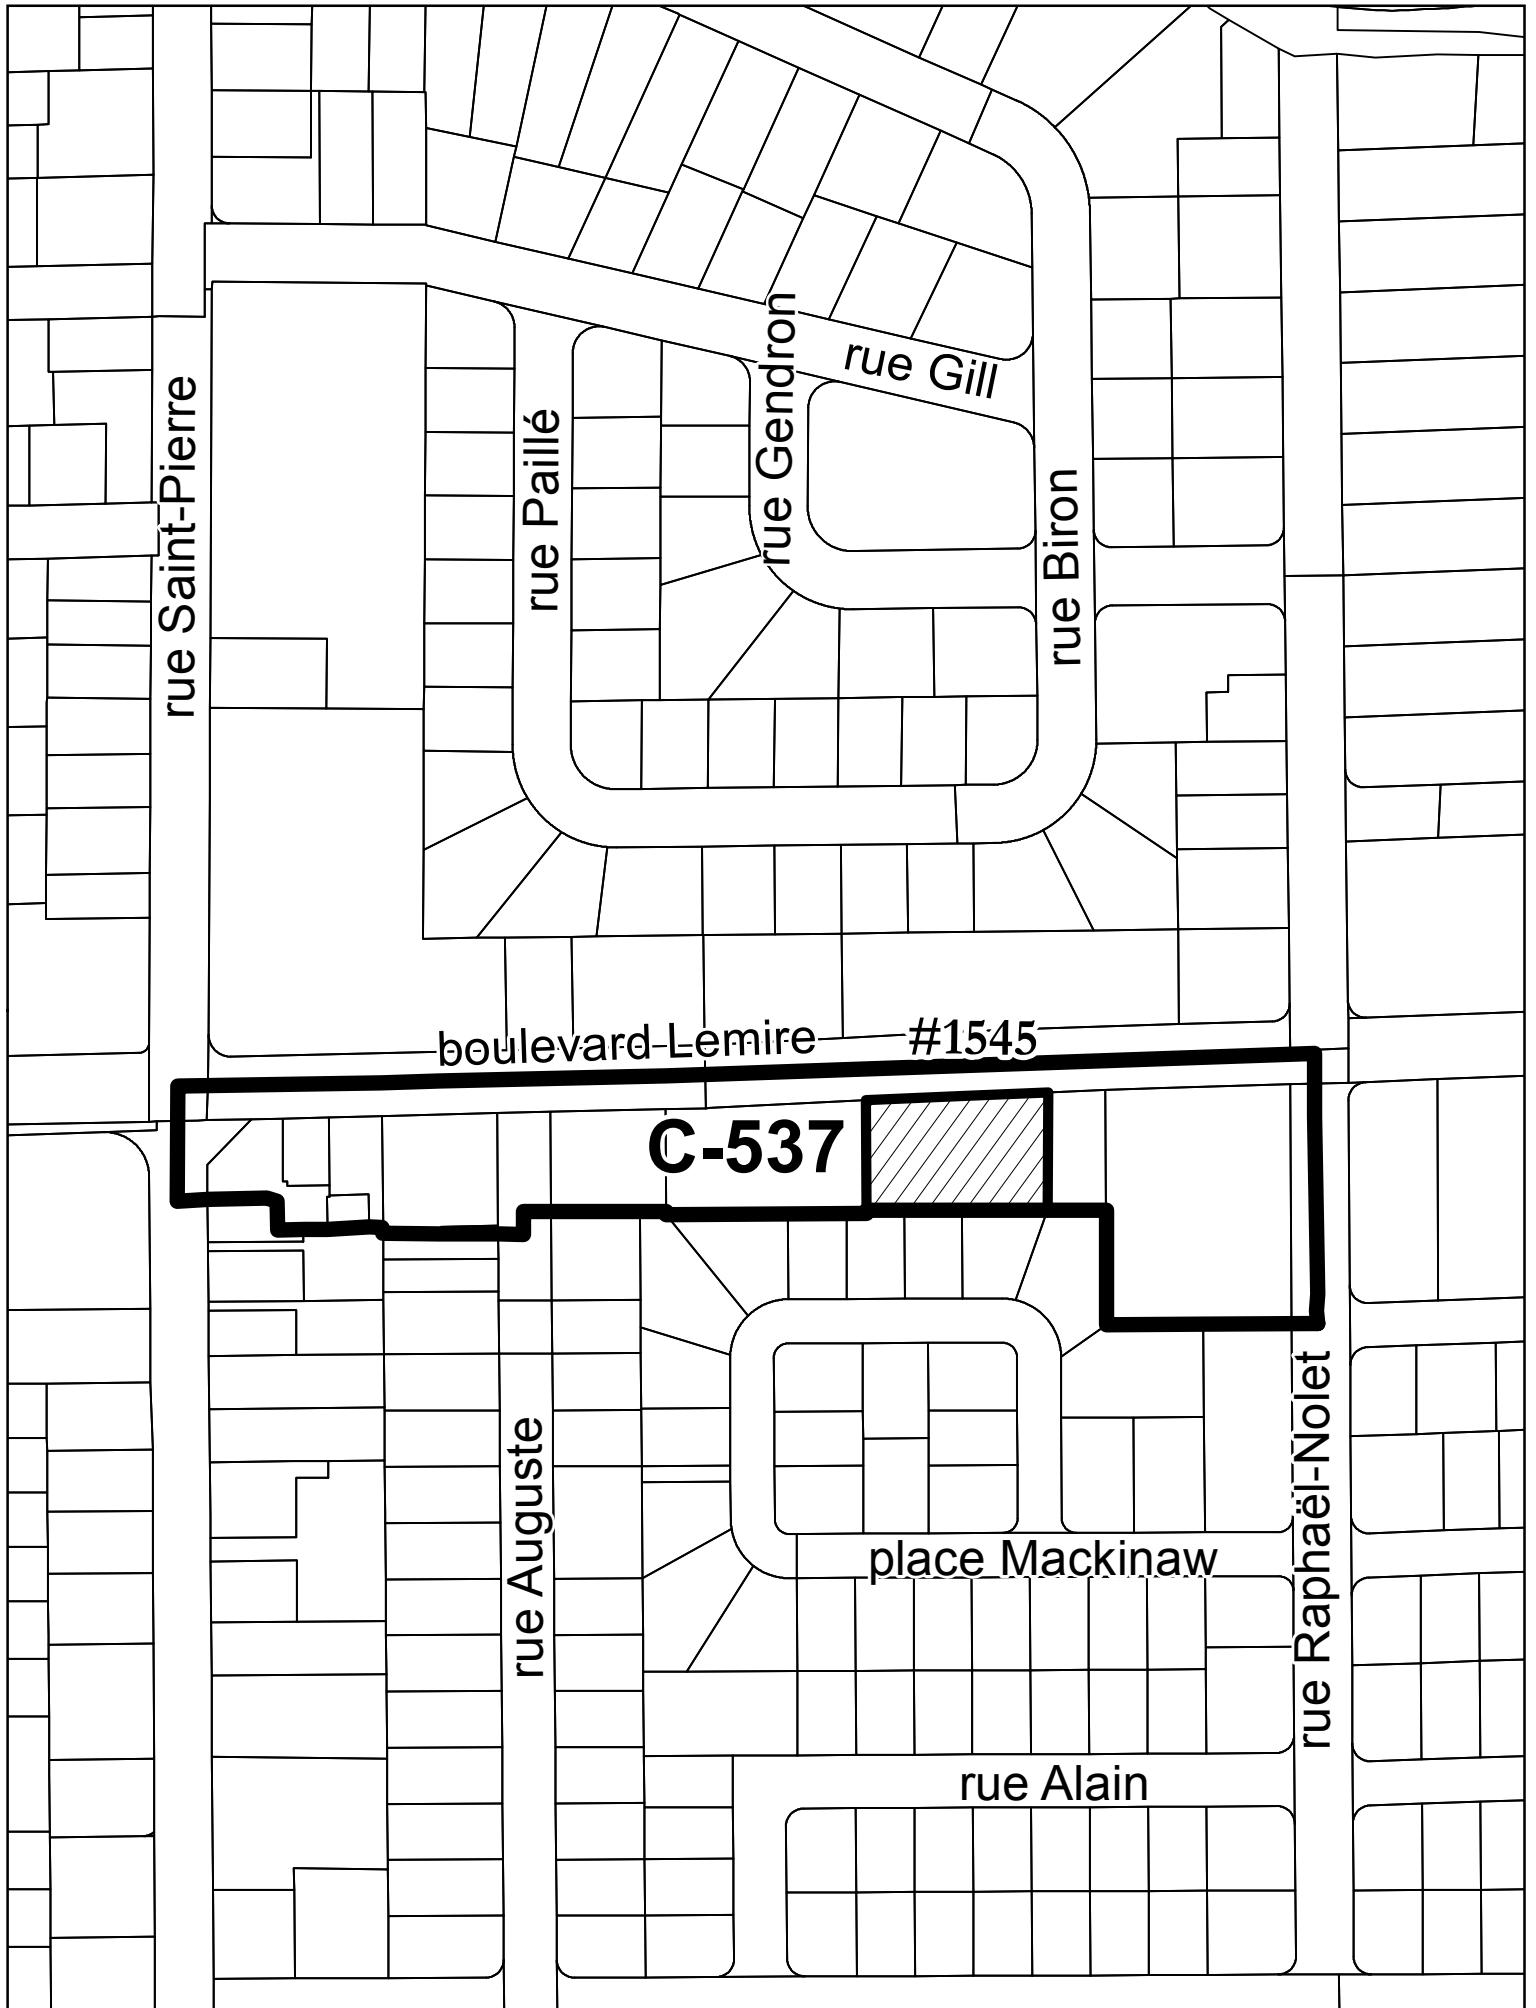 rue Gendron
rue Gill
rue Saint-Pierre
rue Paillé
rue Biron
boulevard Lemire
#1545
C-537
rue Raphaël-Nolet
rue Auguste
place Mackinaw
rue Alain